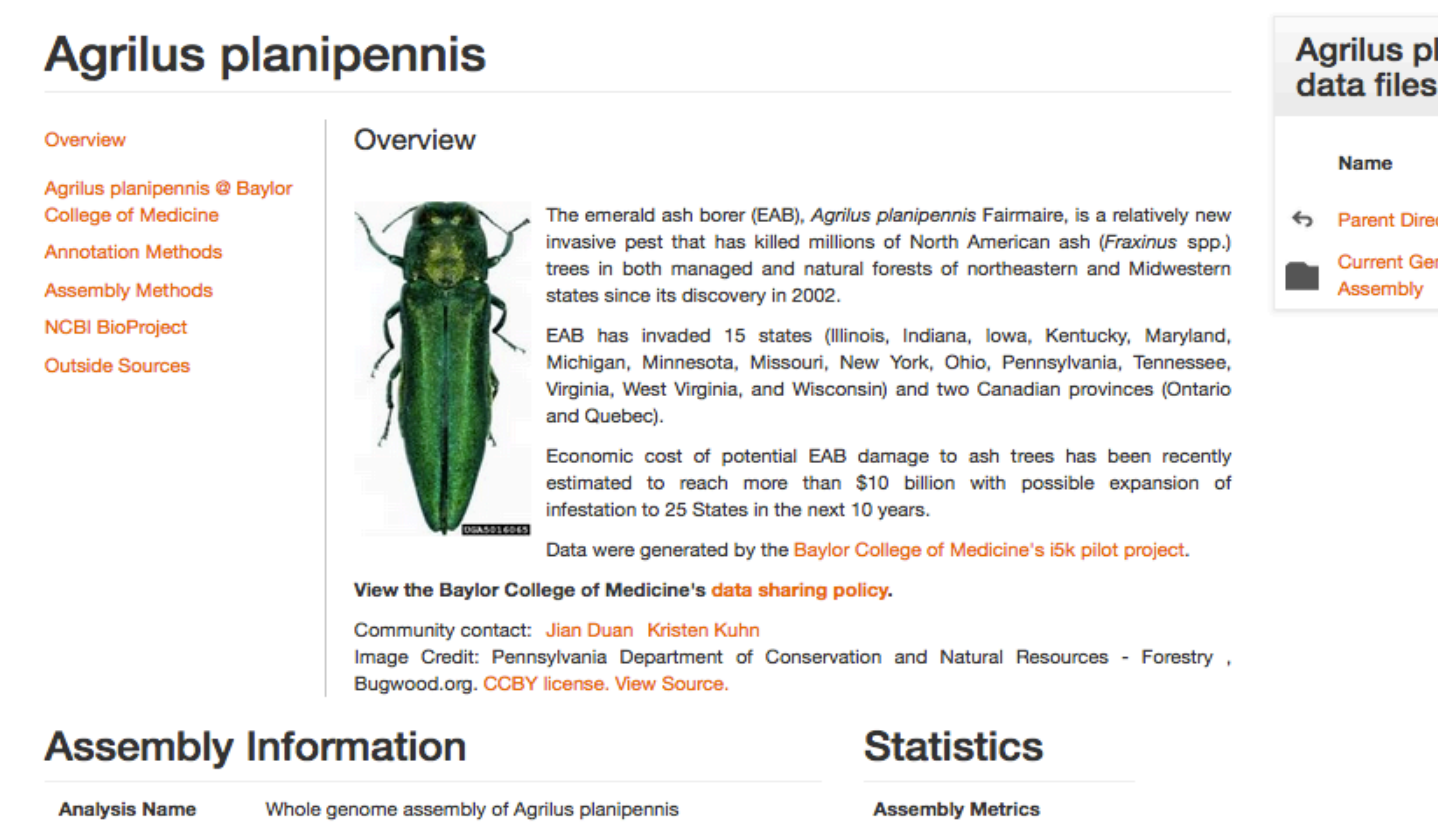 Agrilus planipennis
Overview
Agrilus planipennis @ Baylor
College of Medicine
Annotation Methods
Assembly Methods
NCBI BioProject
Outside Sources
Overview
The emerald ash borer (EAB), Agrilus planipennis Fairmaire, is a relatively new
invasive pest that has killed millions of North American ash (Fraxinus spp.)
trees in both managed and natural forests of northeastern and Midwestern
states since its discovery in 2002.
EAB has invaded 15 states (Illinois, Indiana, Iowa, Kentucky, Maryland,
Michigan, Minnesota, Missouri, New York, Ohio, Pennsylvania, Tennessee,
Virginia, West Virginia, and Wisconsin) and two Canadian provinces (Ontario
and Quebec).
Economic cost of potential EAB damage to ash trees has been recently
estimated to reach more than $10 billion with possible expansion of
infestation to 25 States in the next 10 years.
DGA5016065
Data were generated by the Baylor College of Medicine's i5k pilot project.
View the Baylor College of Medicine's data sharing policy.
Community contact: Jian Duan Kristen Kuhn
Image Credit: Pennsylvania Department of Conservation and Natural Resources - Forestry ,
Bugwood.org. CCBY license. View Source.
Agrilus pl
data files
Name
Parent Direc
Current Ger
Assembly
Assembly Information
Analysis Name Whole genome assembly of Agrilus planipennis
Statistics
Assembly Metrics